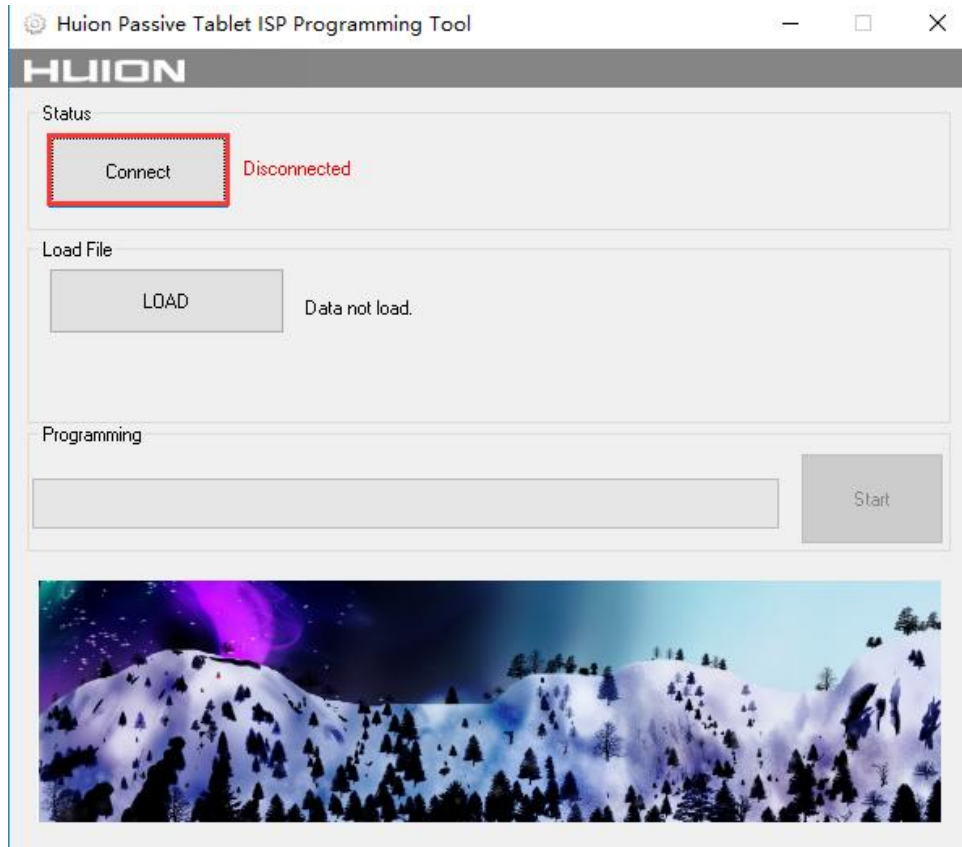 Huion Passive Tablet ISP Programming Tool
HUION
Status
Connect
Disconnected
Load File
LOAD
Data not load.
Programming
Start